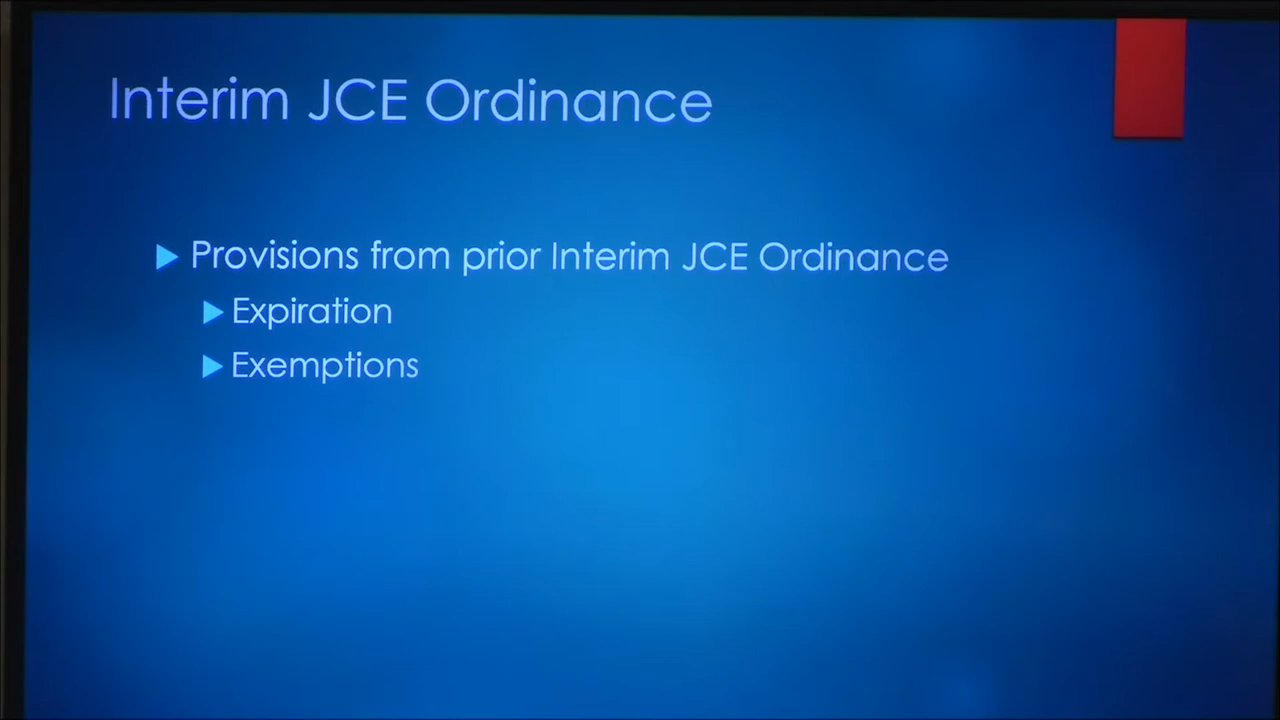 Interim JCE Ordinance
Provisions from prior Interim JCE Ordinance
Expiration
Exemptions